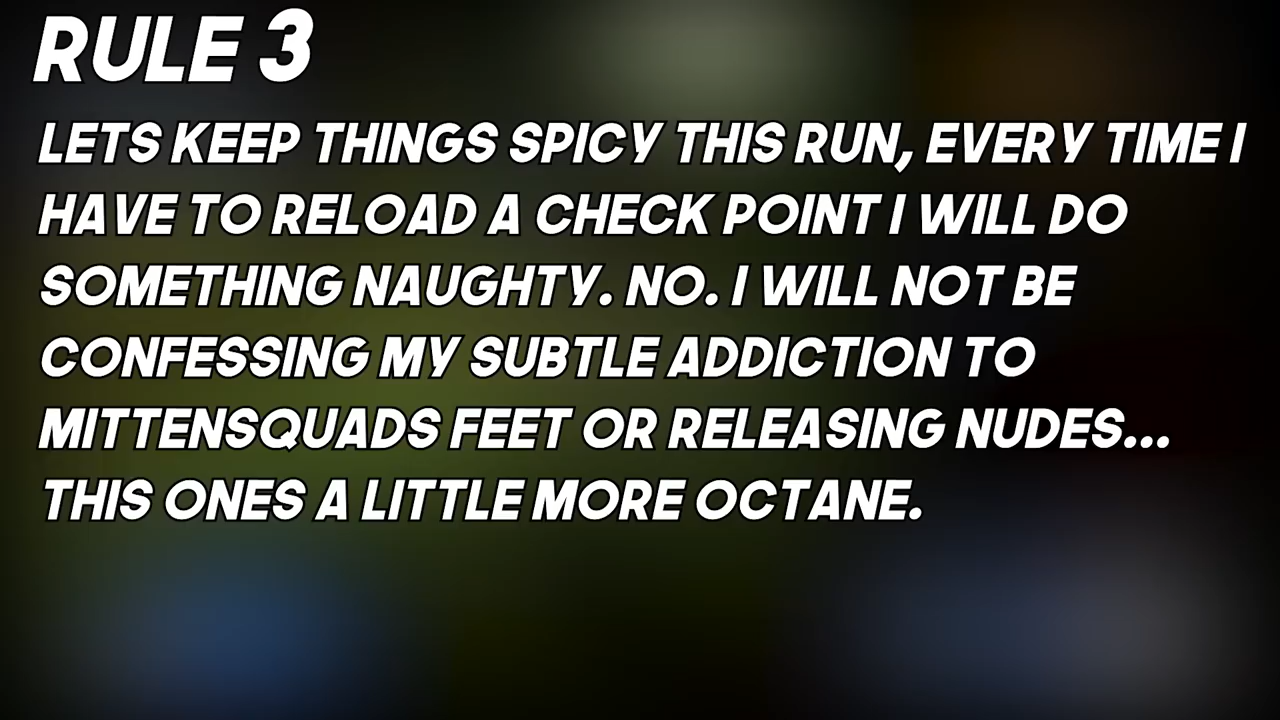 RULE 3
LETS KEEP THINGS SPICY THIS RUN, EVERY TIME I
HAVE TO RELOAD A CHECK POINT I WILL DO
SOMETHING NAUGHTY. NO. I WILL NOT BE
CONFESSING MY SUBTLE ADDICTION TO
MITTENSQUADS FEET OR RELEASING NUDES...
THIS ONES A LITTLE MORE OCTANE.